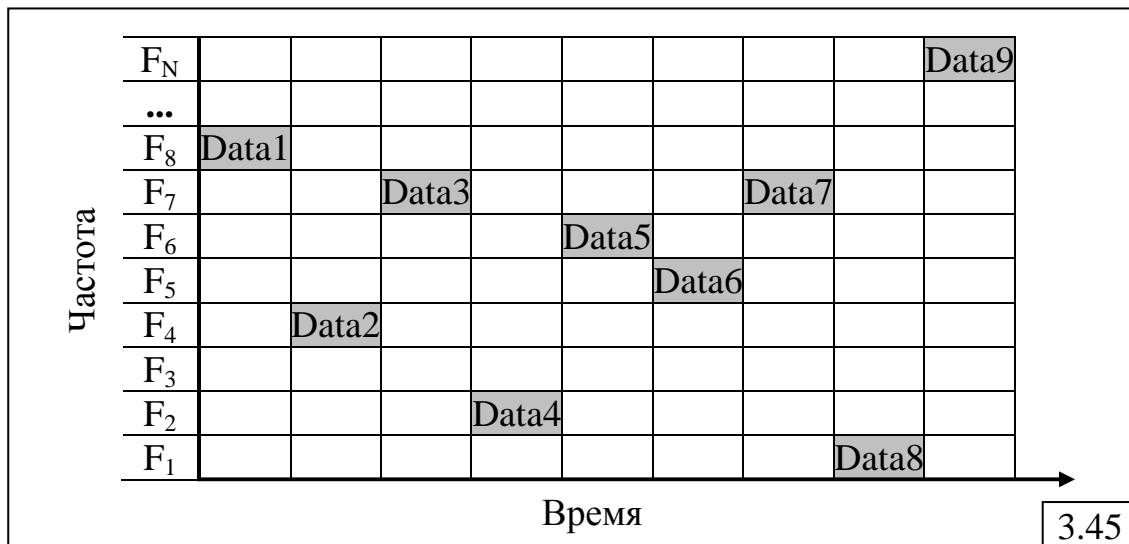 F_N Data9
...
F_8 Data1
F_7 Data3 Data7
F_6 Data5
F_5 Data6
F_4 Data2
F_3
F_2 Data4
F_1 Data8
Частота
Время
3.45